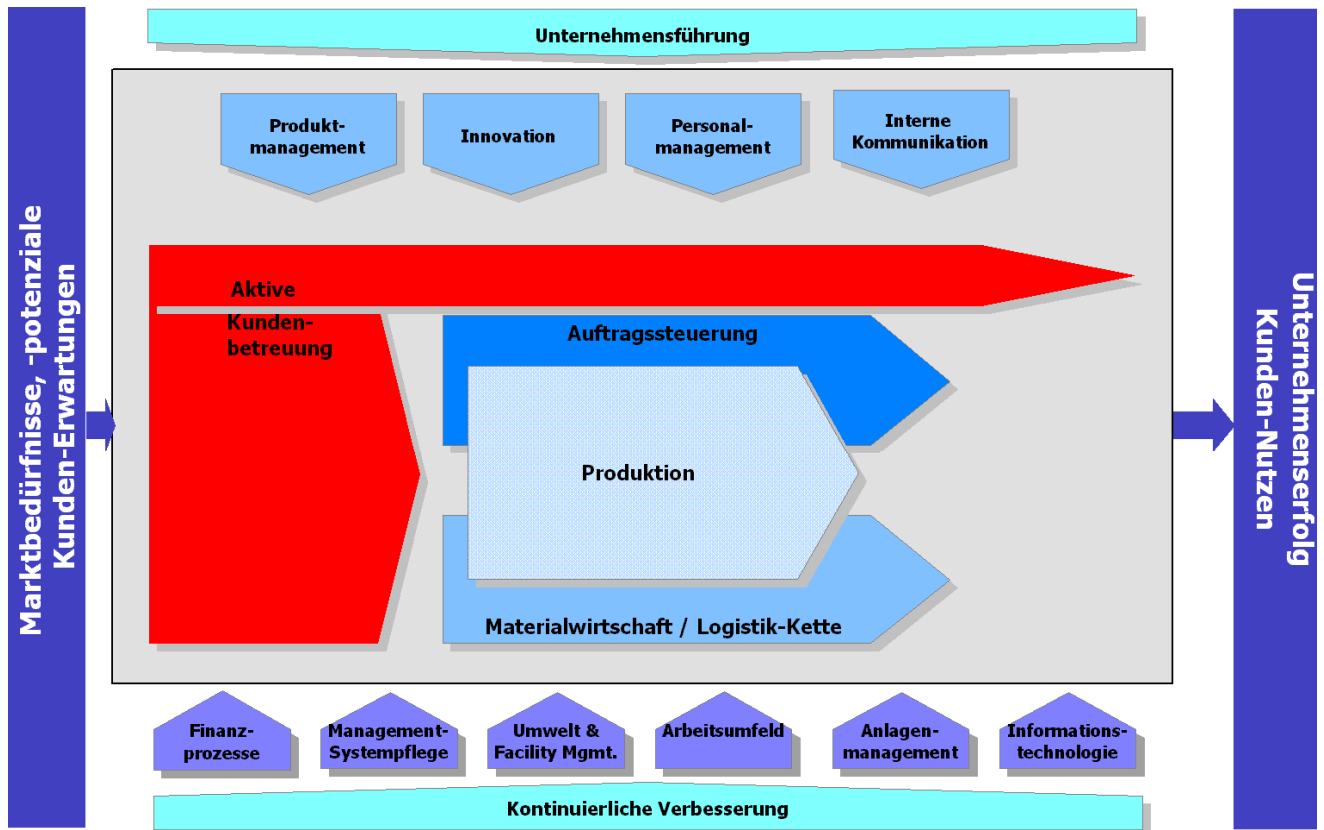 Unternehmensführung
Marktbedürfnisse, -potenziale
Kunden-Erwartungen
Produkt-
management
Innovation
Personal-
management
Interne
Kommunikation
Aktive
Kunden-
betreuung
Auftragssteuerung
Produktion
Materialwirtschaft / Logistik-Kette
Unternehmenserfolg
Kunden-Nutzen
Finanz-
prozesse
Management-
Systempflege
Umwelt &
Facility Mgmt.
Arbeitsumfeld
Anlagen-
management
Informations-
technologie
Kontinuierliche Verbesserung